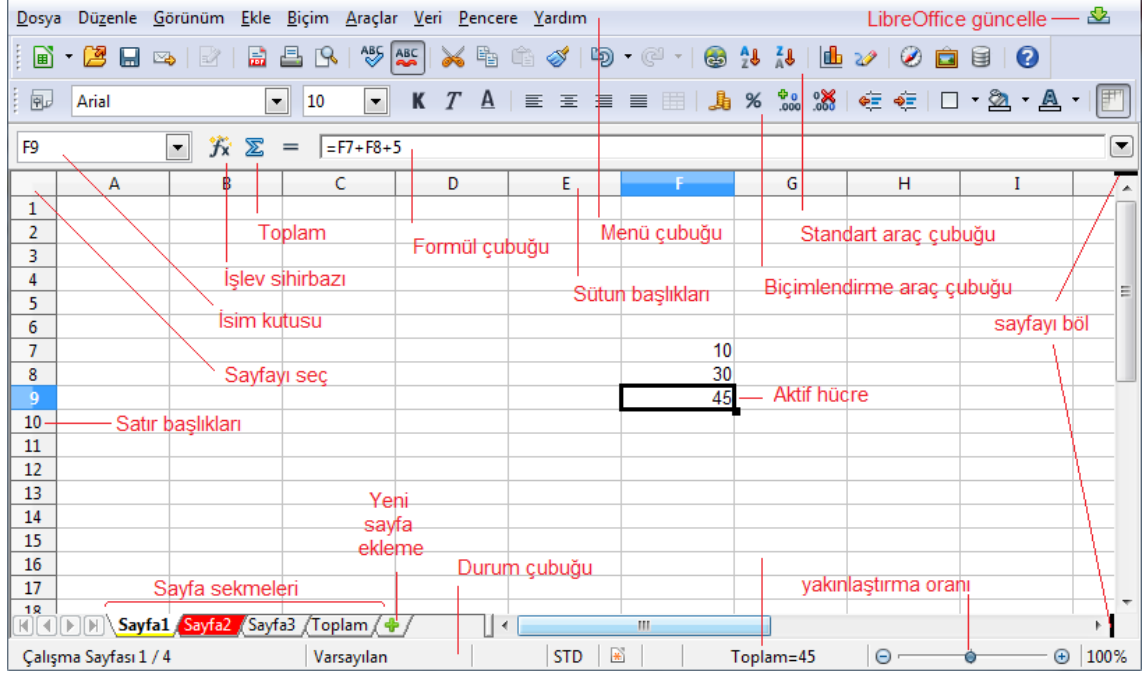 Dosya Düzenle Görünüm Ekle Biçim Araçlar Veri Pencere Yardım LibreOffice güncelle
ABC ABC A Z Z A ?
Arial 10 K T A % .000 .000 A
F9 =F7+F8+5
A B C D E F G H I
1
2 Toplam Formül çubuğu Menü çubuğu Standart araç çubuğu
3
4 İşlev sihirbazı Sütun başlıkları Biçimlendirme araç çubuğu
5
6 İsim kutusu sayfayı böl
7 10
8 Sayfayı seç 30
9 45 Aktif hücre
10 Satır başlıkları
11
12
13 Yeni
14 sayfa
15 ekleme
16 Durum çubuğu
17 Sayfa sekmeleri yakınlaştırma oranı
18
Sayfa1 Sayfa2 Sayfa3 Toplam
Çalışma Sayfası 1 / 4 Varsayılan STD Toplam=45 100%